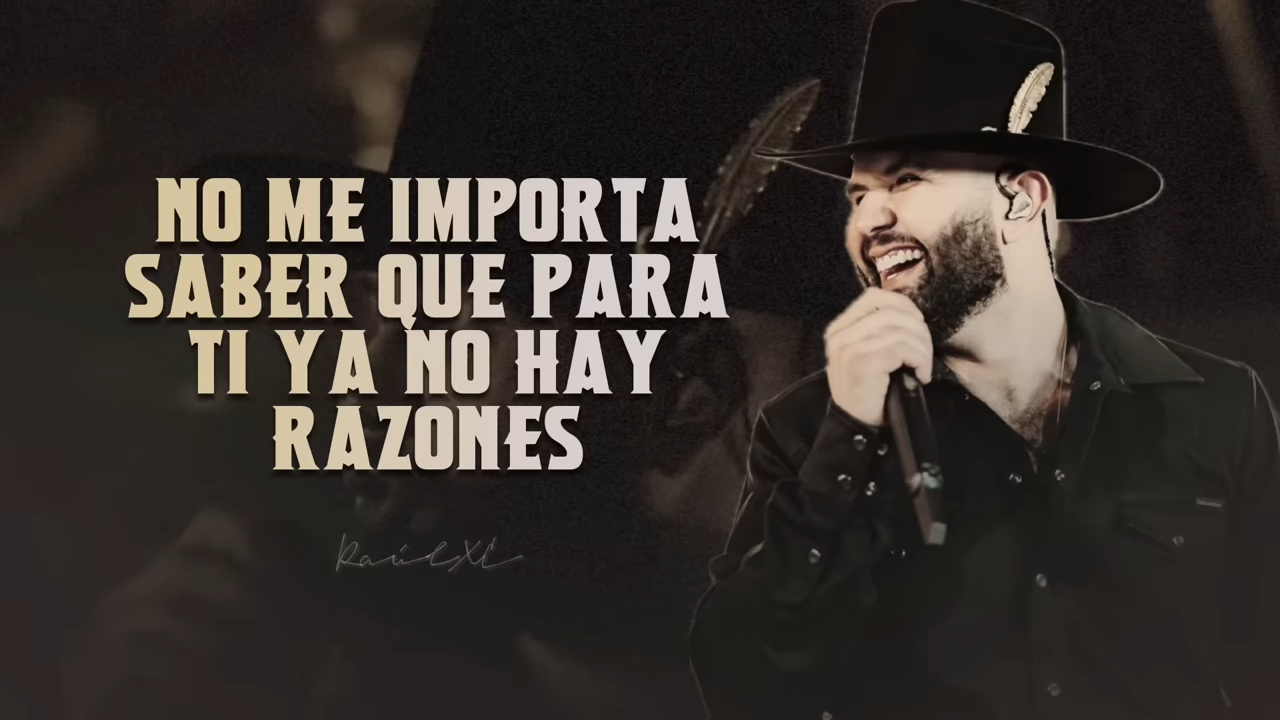 NO ME IMPORTA
SABER QUE PARA
TI YA NO HAY
RAZONES
RaúlXL